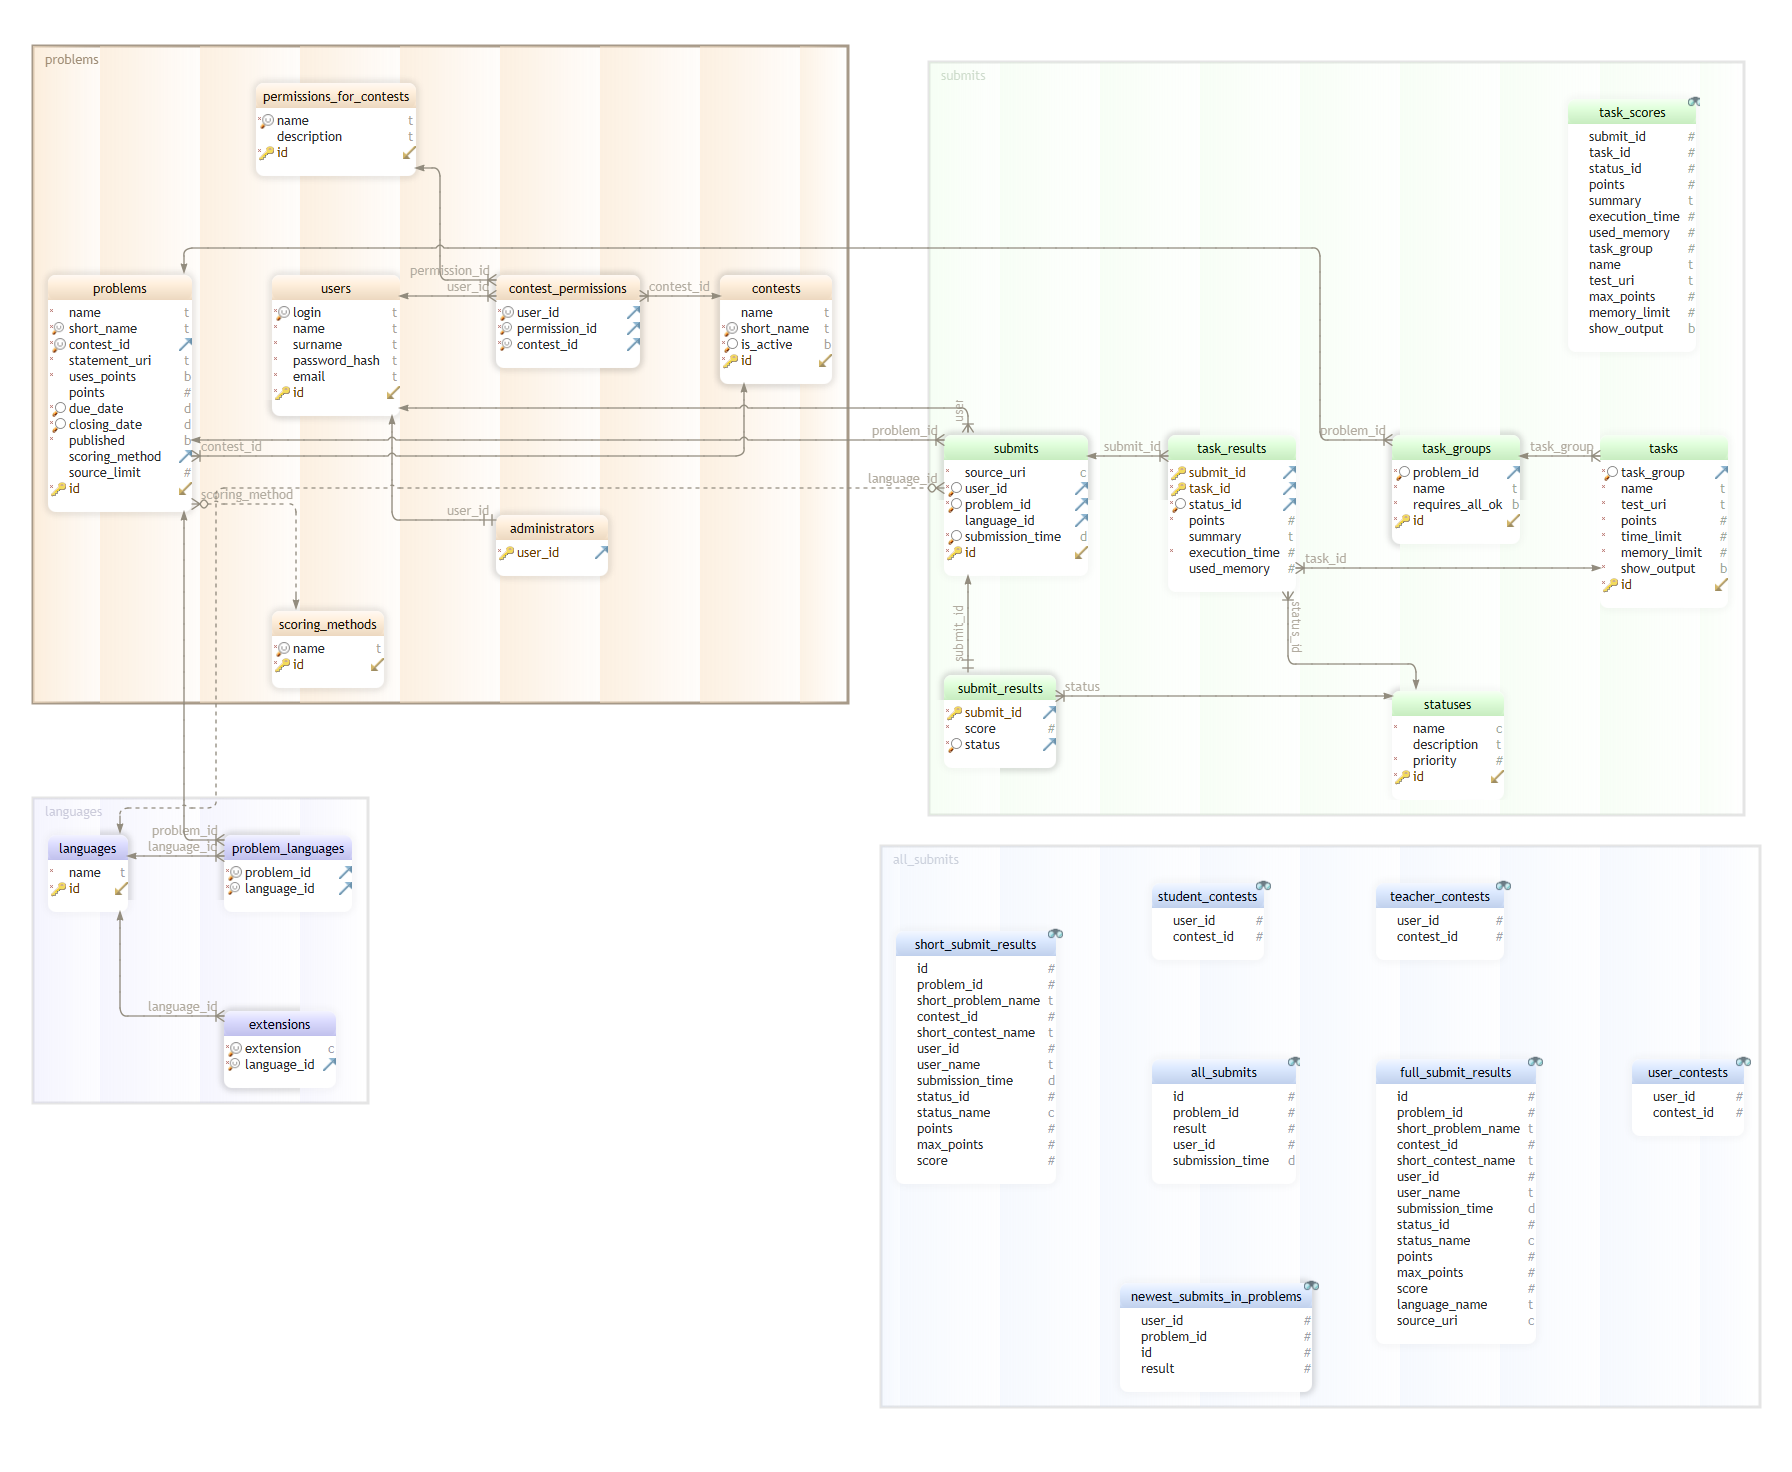 problems
permissions_for_contests
name t
description t
id
problems
name t
short_name t
contest_id
statement_uri t
uses_points b
points #
due_date d
closing_date d
published b
scoring_method
source_limit #
id
users
login t
name t
surname t
password_hash t
email t
id
permission_id
user_id
contest_permissions
user_id
permission_id
contest_id
contest_id
contests
name t
short_name t
is_active b
id
contest_id
scoring_method
user_id
administrators
user_id
scoring_methods
name t
id
submits
task_scores
submit_id #
task_id #
status_id #
points #
summary t
execution_time #
used_memory #
task_group #
name t
test_uri t
max_points #
memory_limit #
show_output b
user
problem_id
language_id
submits
source_uri c
user_id
problem_id
language_id
submission_time d
id
submit_id
task_results
submit_id
task_id
status_id
points #
summary t
execution_time #
used_memory #
problem_id
task_groups
problem_id
name t
requires_all_ok b
id
task_group
tasks
task_group
name t
test_uri t
points #
time_limit #
memory_limit #
show_output b
id
task_id
status_id
submit_id
submit_results
submit_id
score #
status
status
statuses
name c
description t
priority #
id
languages
problem_id
language_id
languages
name t
id
problem_languages
problem_id
language_id
language_id
extensions
extension c
language_id
all_submits
student_contests
user_id #
contest_id #
teacher_contests
user_id #
contest_id #
short_submit_results
id #
problem_id #
short_problem_name t
contest_id #
short_contest_name t
user_id #
user_name t
submission_time d
status_id #
status_name c
points #
max_points #
score #
all_submits
id #
problem_id #
result #
user_id #
submission_time d
full_submit_results
id #
problem_id #
short_problem_name t
contest_id #
short_contest_name t
user_id #
user_name t
submission_time d
status_id #
status_name c
points #
max_points #
score #
language_name t
source_uri c
user_contests
user_id #
contest_id #
newest_submits_in_problems
user_id #
problem_id #
id #
result #